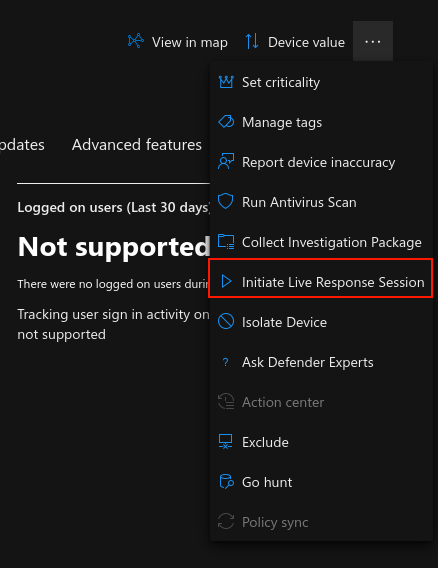 View in map
Device value
...
Set criticality
pdates
Advanced features
Manage tags
Report device inaccuracy
Logged on users (Last 30 days)
Run Antivirus Scan
Not supported
Collect Investigation Package
There were no logged on users durin
Initiate Live Response Session
Tracking user sign in activity on
not supported
Isolate Device
? Ask Defender Experts
Action center
Exclude
Go hunt
Policy sync